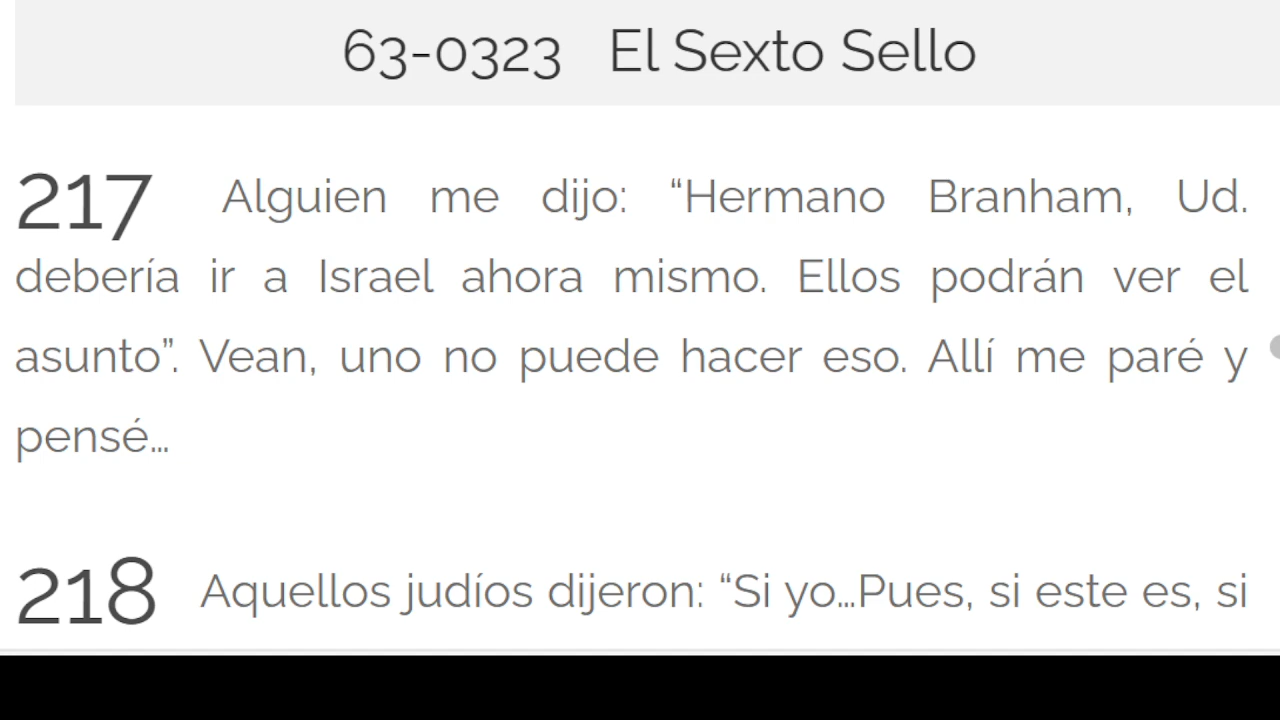 63-0323 El Sexto Sello
217 Alguien me dijo: “Hermano Branham, Ud.
debería ir a Israel ahora mismo. Ellos podrán ver el
asunto”. Vean, uno no puede hacer eso. Allí me paré y
pensé...
218 Aquellos judíos dijeron: “Si yo...Pues, si este es, si